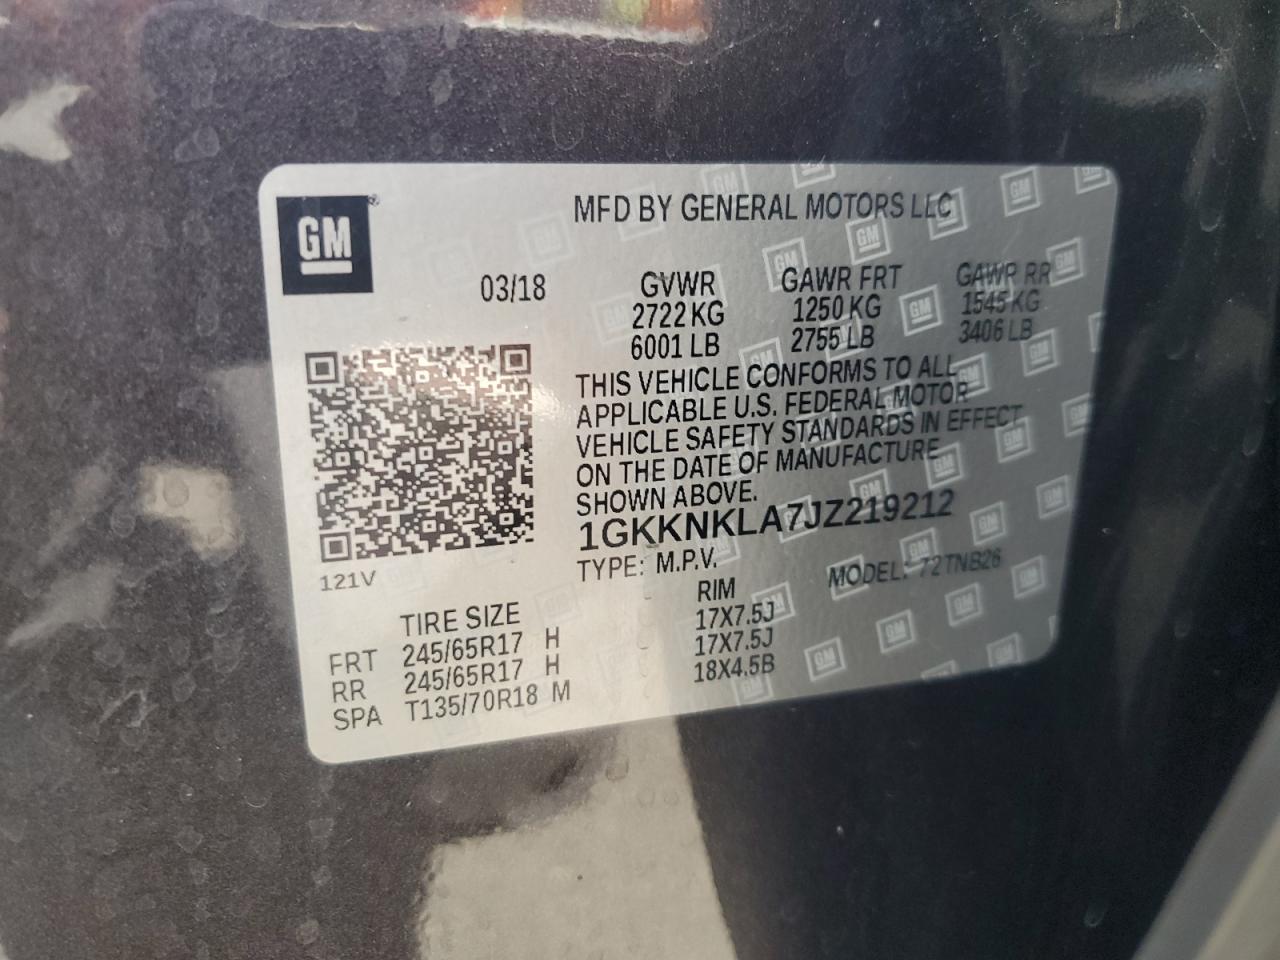 GM
MFD BY GENERAL MOTORS LLC
03/18 GVWR GAWR FRT GAWR RR
2722 KG 1250 KG 1545 KG
6001 LB 2755 LB 3406 LB
THIS VEHICLE CONFORMS TO ALL
APPLICABLE U.S. FEDERAL MOTOR
VEHICLE SAFETY STANDARDS IN EFFECT
ON THE DATE OF MANUFACTURE
SHOWN ABOVE.
1GKKNKLA7JZ219212
TYPE: M.P.V. MODEL: 72TNB26
121V
TIRE SIZE RIM
FRT 245/65R17 H 17X7.5J
RR 245/65R17 H 17X7.5J
SPA T135/70R18 M 18X4.5B